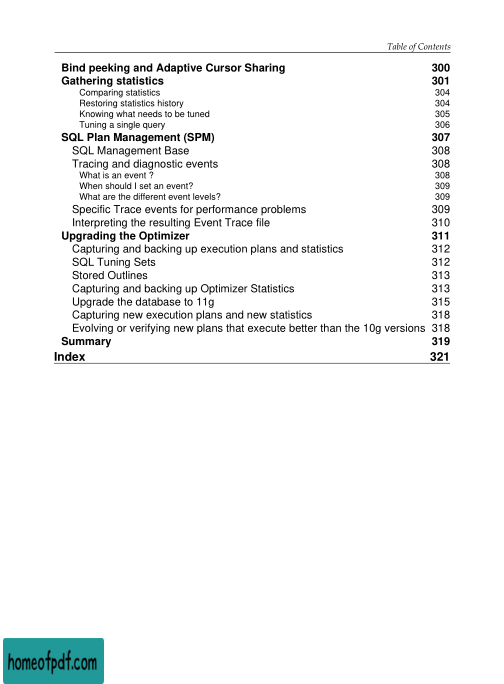 Table of Contents
Bind peeking and Adaptive Cursor Sharing 300
Gathering statistics 301
Comparing statistics 304
Restoring statistics history 304
Knowing what needs to be tuned 305
Tuning a single query 306
SQL Plan Management (SPM) 307
SQL Management Base 308
Tracing and diagnostic events 308
What is an event ? 308
When should I set an event? 309
What are the different event levels? 309
Specific Trace events for performance problems 309
Interpreting the resulting Event Trace file 310
Upgrading the Optimizer 311
Capturing and backing up execution plans and statistics 312
SQL Tuning Sets 312
Stored Outlines 313
Capturing and backing up Optimizer Statistics 313
Upgrade the database to 11g 315
Capturing new execution plans and new statistics 318
Evolving or verifying new plans that execute better than the 10g versions 318
Summary 319
Index 321
homeofpdf.com